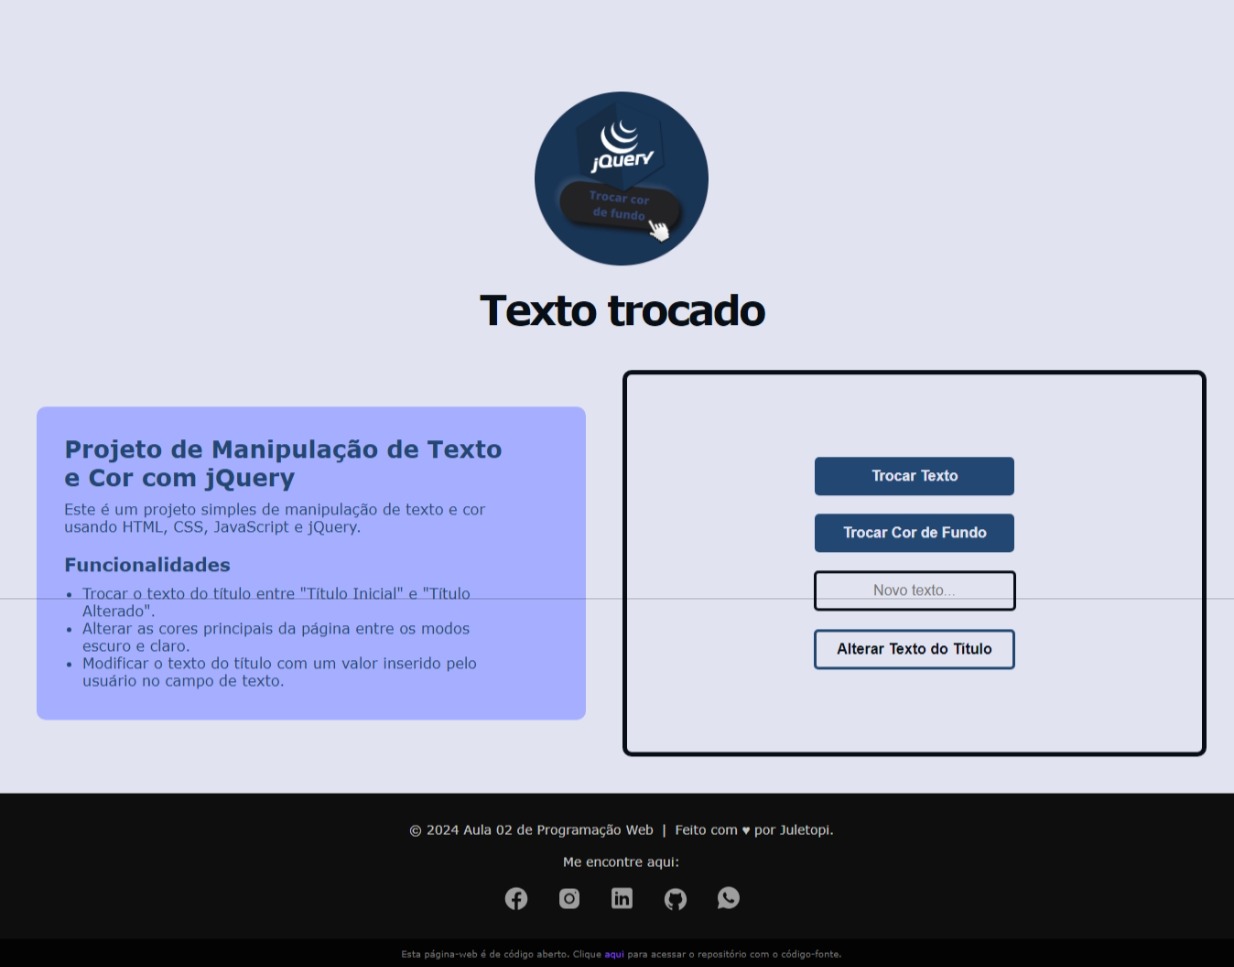 jQuery
Trocar cor
de fundo
Texto trocado
Projeto de Manipulação de Texto
e Cor com jQuery
Este é um projeto simples de manipulação de texto e cor
usando HTML, CSS, JavaScript e jQuery.
Funcionalidades
• Trocar o texto do título entre "Título Inicial" e "Título
Alterado".
• Alterar as cores principais da página entre os modos
escuro e claro.
• Modificar o texto do título com um valor inserido pelo
usuário no campo de texto.
Trocar Texto
Trocar Cor de Fundo
Novo texto...
Alterar Texto do Título
© 2024 Aula 02 de Programação Web | Feito com ♥ por Juletopi.
Me encontre aqui:
Esta página-web é de código aberto. Clique aqui para acessar o repositório com o código-fonte.